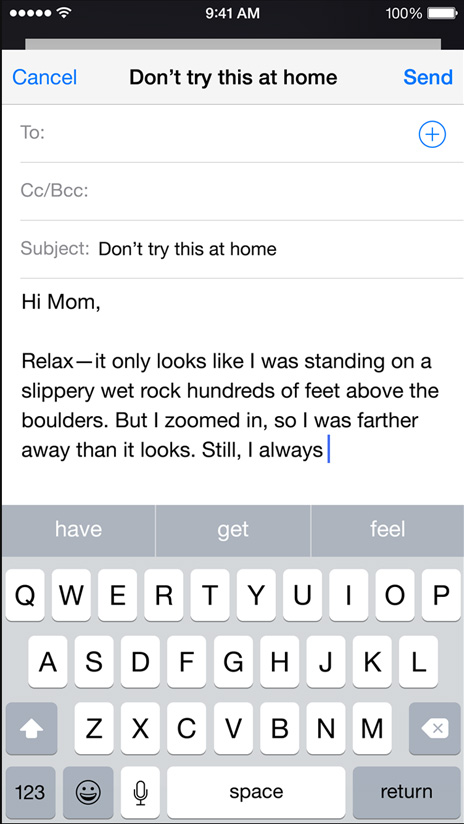 9:41 AM 100%
Cancel Don’t try this at home Send
To:
Cc/Bcc:
Subject: Don’t try this at home
Hi Mom,
Relax—it only looks like I was standing on a
slippery wet rock hundreds of feet above the
boulders. But I zoomed in, so I was farther
away than it looks. Still, I always
have get feel
Q W E R T Y U I O P
A S D F G H J K L
Z X C V B N M
123 space return